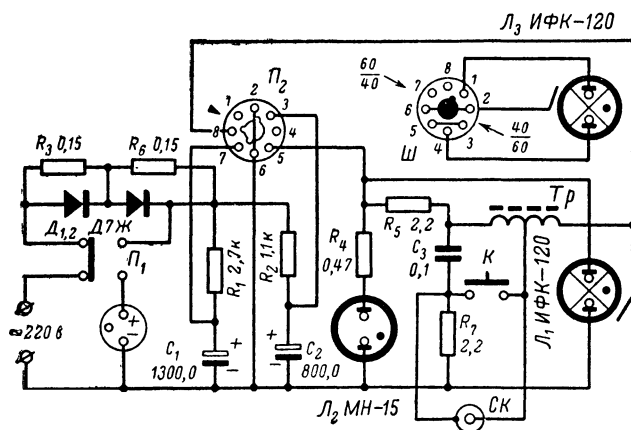 Л₃ ИФК-120
П₂
1 2 3 4 5 6 7 8
60/40
8 1 2 3 4 5 6 7
40/60
Ш
R₃ 0,15
R₆ 0,15
Д₁,₂ Д7Ж
П₁
≅220 в
+
-
R₁ 2,7к
R₂ 1,1к
C₁
1300,0
+
-
C₂
800,0
+
-
R₄
0,47
Л₂ МН-15
R₅ 2,2
C₃
0,1
К
R₇
2,2
СК
Тр
Л₁ ИФК-120